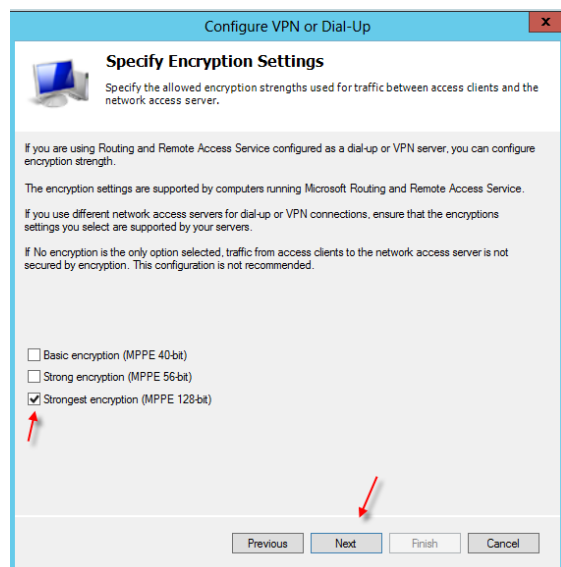 Configure VPN or Dial-Up
x
Specify Encryption Settings
Specify the allowed encryption strengths used for traffic between access clients and the
network access server.
If you are using Routing and Remote Access Service configured as a dial-up or VPN server, you can configure
encryption strength.
The encryption settings are supported by computers running Microsoft Routing and Remote Access Service.
If you use different network access servers for dial-up or VPN connections, ensure that the encryptions
settings you select are supported by your servers.
If No encryption is the only option selected, traffic from access clients to the network access server is not
secured by encryption. This configuration is not recommended.
Basic encryption (MPPE 40-bit)
Strong encryption (MPPE 56-bit)
Strongest encryption (MPPE 128-bit)
Previous Next Finish Cancel